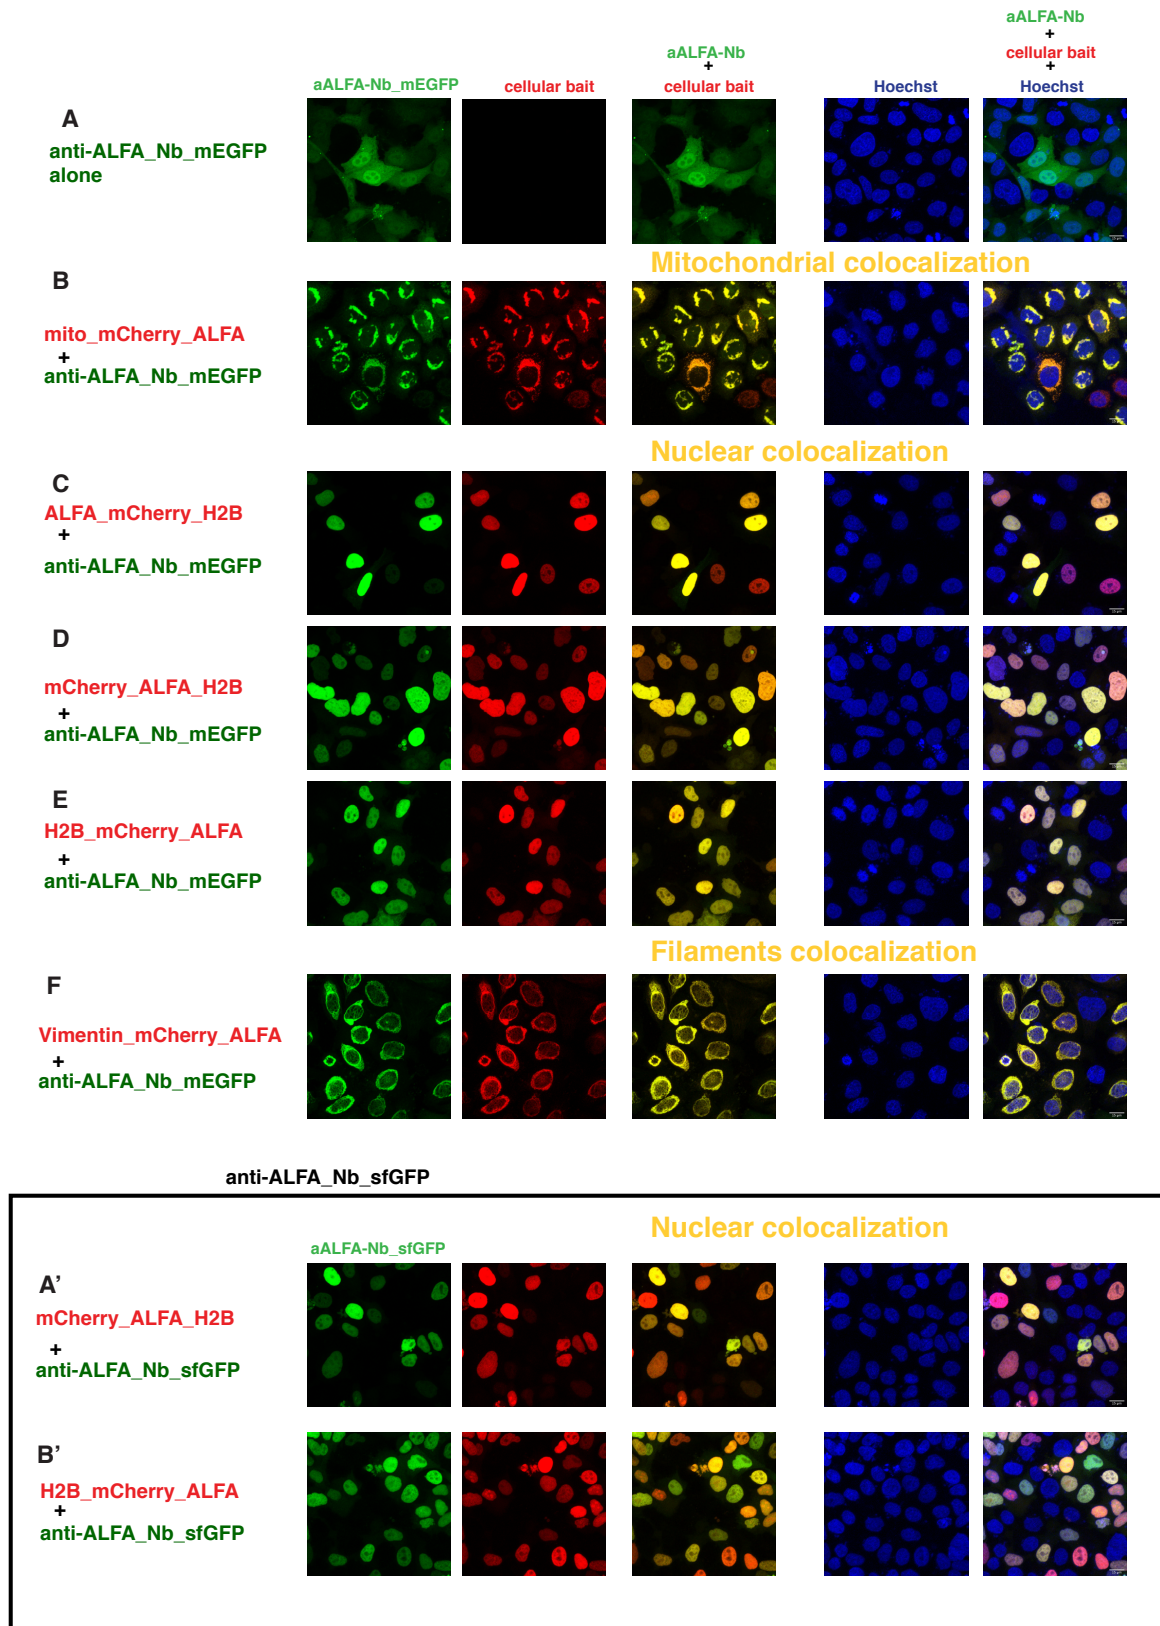 aALFA-Nb
+
cellular bait
+
Hoechst
aALFA-Nb
+
cellular bait
aALFA-Nb_mEGFP
cellular bait
Hoechst
A
anti-ALFA_Nb_mEGFP
alone
Mitochondrial colocalization
B
mito_mCherry_ALFA
+
anti-ALFA_Nb_mEGFP
Nuclear colocalization
C
ALFA_mCherry_H2B
+
anti-ALFA_Nb_mEGFP
D
mCherry_ALFA_H2B
+
anti-ALFA_Nb_mEGFP
E
H2B_mCherry_ALFA
+
anti-ALFA_Nb_mEGFP
Filaments colocalization
F
Vimentin_mCherry_ALFA
+
anti-ALFA_Nb_mEGFP
anti-ALFA_Nb_sfGFP
Nuclear colocalization
aALFA-Nb_sfGFP
A'
mCherry_ALFA_H2B
+
anti-ALFA_Nb_sfGFP
B'
H2B_mCherry_ALFA
+
anti-ALFA_Nb_sfGFP